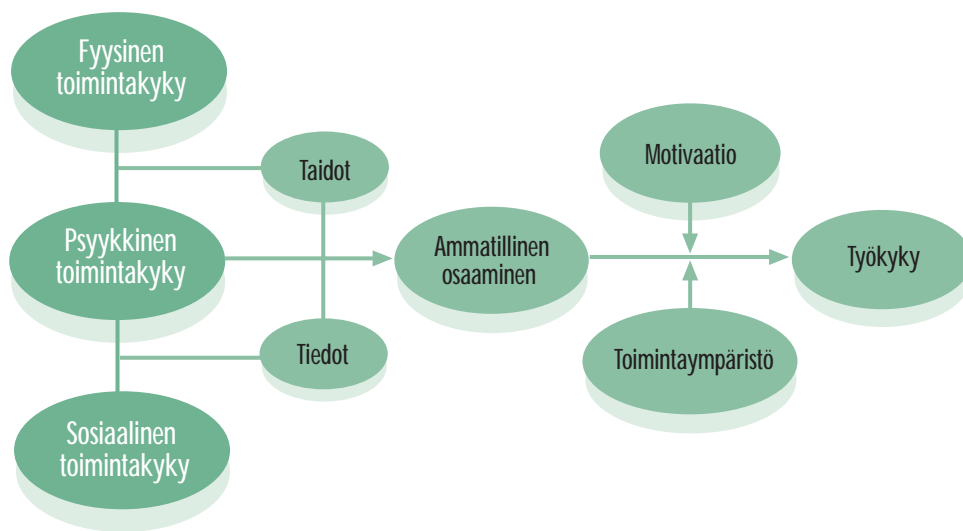 Fyysinen
toimintakyky
Taidot
Motivaatio
Psyykkinen
toimintakyky
Ammatillinen
osaaminen
Työkyky
Tiedot
Toimintaympäristö
Sosiaalinen
toimintakyky